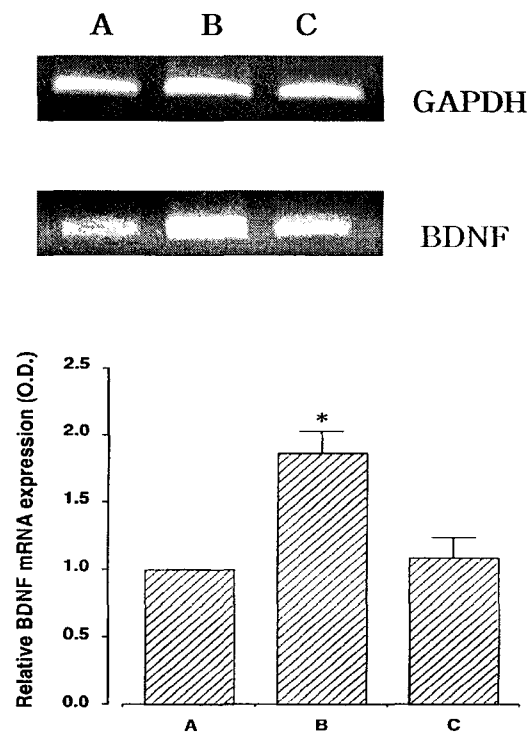 A B C
GAPDH
BDNF
Relative BDNF mRNA expression (O.D.)
2.5
2.0
1.5
1.0
0.5
0.0
*
A B C